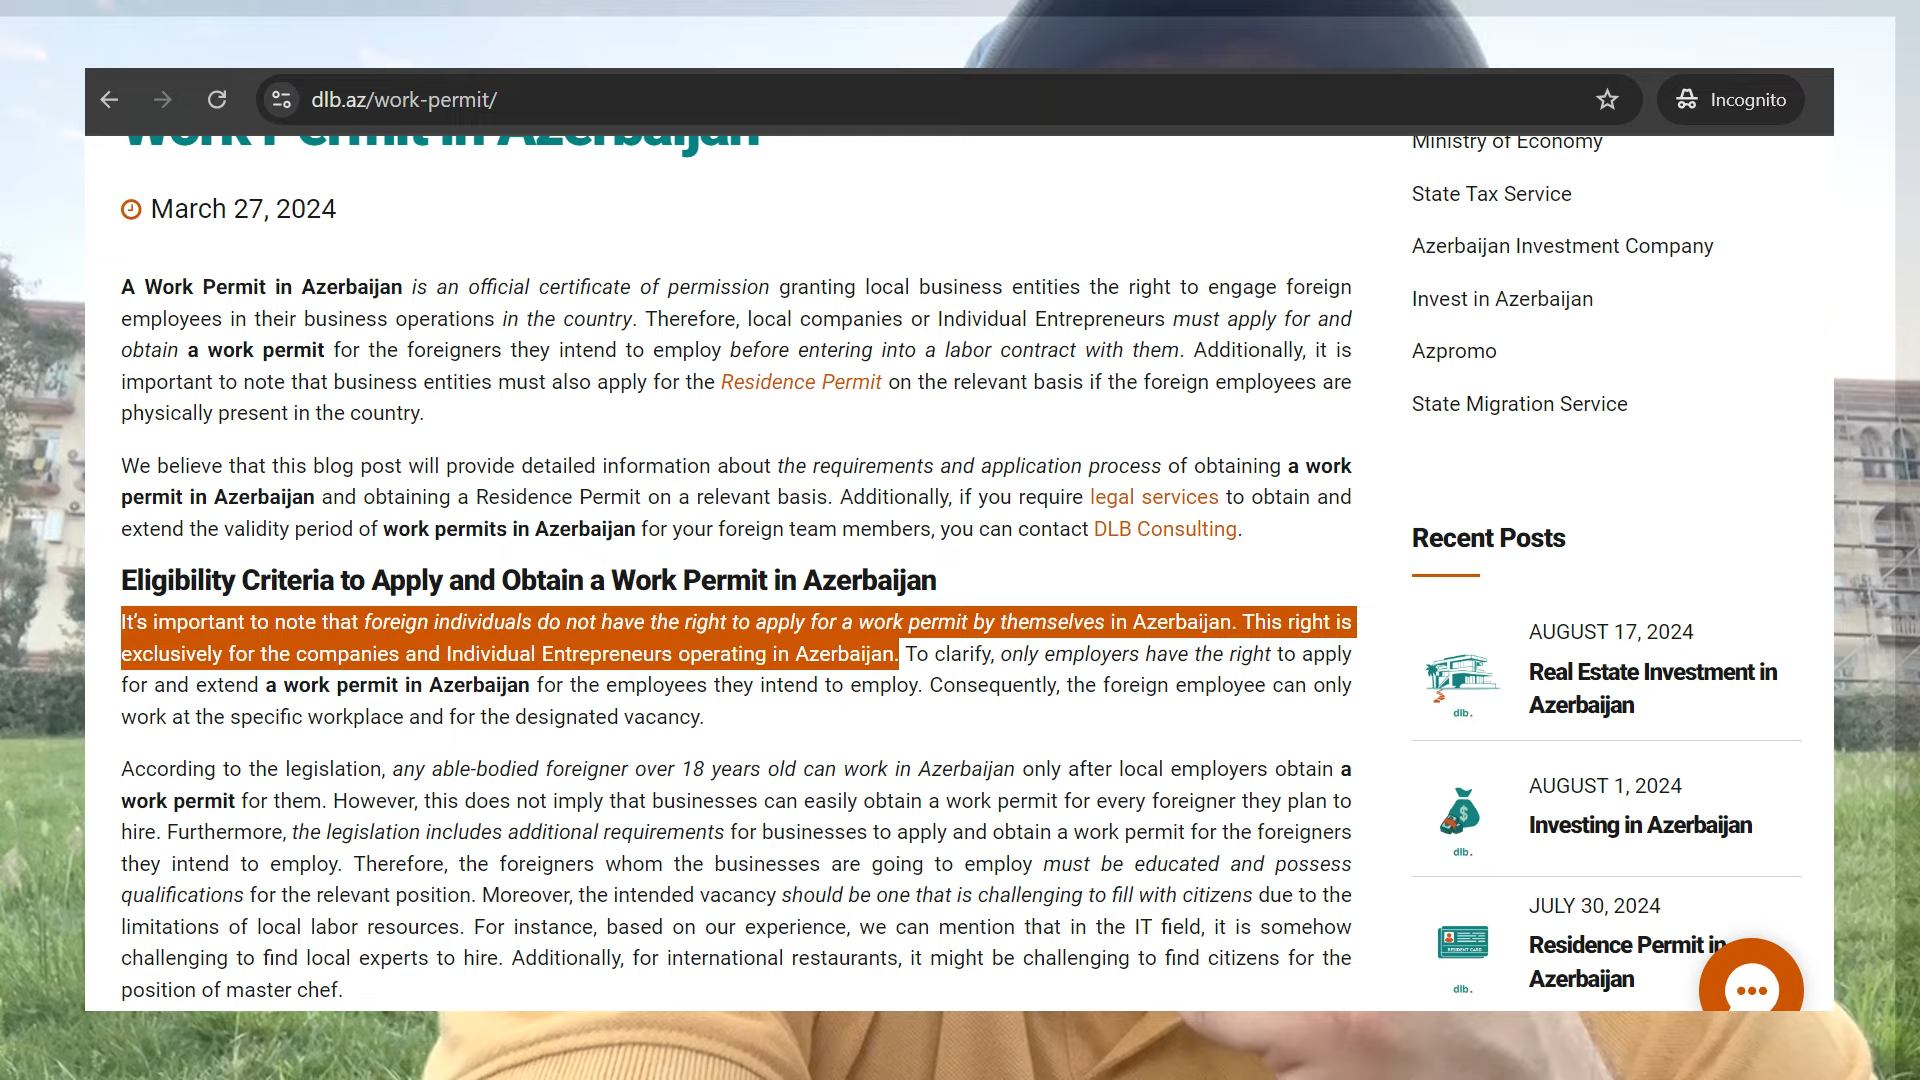 dlb.az/work-permit/
Incognito
Work Permit in Azerbaijan
March 27, 2024
A Work Permit in Azerbaijan is an official certificate of permission granting local business entities the right to engage foreign
employees in their business operations in the country. Therefore, local companies or Individual Entrepreneurs must apply for and
obtain a work permit for the foreigners they intend to employ before entering into a labor contract with them. Additionally, it is
important to note that business entities must also apply for the Residence Permit on the relevant basis if the foreign employees are
physically present in the country.
We believe that this blog post will provide detailed information about the requirements and application process of obtaining a work
permit in Azerbaijan and obtaining a Residence Permit on a relevant basis. Additionally, if you require legal services to obtain and
extend the validity period of work permits in Azerbaijan for your foreign team members, you can contact DLB Consulting.
Eligibility Criteria to Apply and Obtain a Work Permit in Azerbaijan
It's important to note that foreign individuals do not have the right to apply for a work permit by themselves in Azerbaijan. This right is
exclusively for the companies and Individual Entrepreneurs operating in Azerbaijan. To clarify, only employers have the right to apply
for and extend a work permit in Azerbaijan for the employees they intend to employ. Consequently, the foreign employee can only
work at the specific workplace and for the designated vacancy.
According to the legislation, any able-bodied foreigner over 18 years old can work in Azerbaijan only after local employers obtain a
work permit for them. However, this does not imply that businesses can easily obtain a work permit for every foreigner they plan to
hire. Furthermore, the legislation includes additional requirements for businesses to apply and obtain a work permit for the foreigners
they intend to employ. Therefore, the foreigners whom the businesses are going to employ must be educated and possess
qualifications for the relevant position. Moreover, the intended vacancy should be one that is challenging to fill with citizens due to the
limitations of local labor resources. For instance, based on our experience, we can mention that in the IT field, it is somehow
challenging to find local experts to hire. Additionally, for international restaurants, it might be challenging to find citizens for the
position of master chef.
Ministry of Economy
State Tax Service
Azerbaijan Investment Company
Invest in Azerbaijan
Azpromo
State Migration Service
Recent Posts
AUGUST 17, 2024
Real Estate Investment in
Azerbaijan
dlb.
AUGUST 1, 2024
Investing in Azerbaijan
dlb.
JULY 30, 2024
Residence Permit in
Azerbaijan
RESIDENT CARD
dlb.